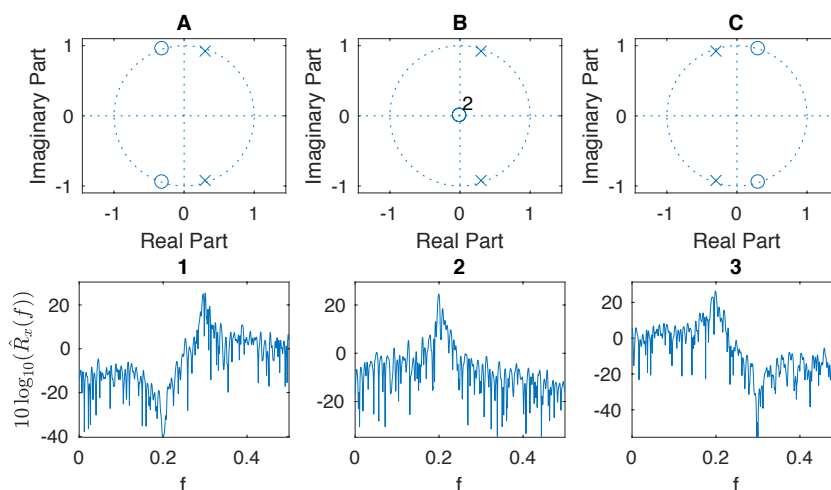 A B C
Imaginary Part Imaginary Part Imaginary Part
1 1 1
0 0 0
-1 -1 -1
2
-1 0 1 -1 0 1 -1 0 1
Real Part Real Part Real Part
1 2 3
10 log₁₀(R̂ₓ(f))
20 20 20
0 0 0
-20 -20 -20
-40 -40
0 0.2 0.4 0 0.2 0.4 0 0.2 0.4
f f f